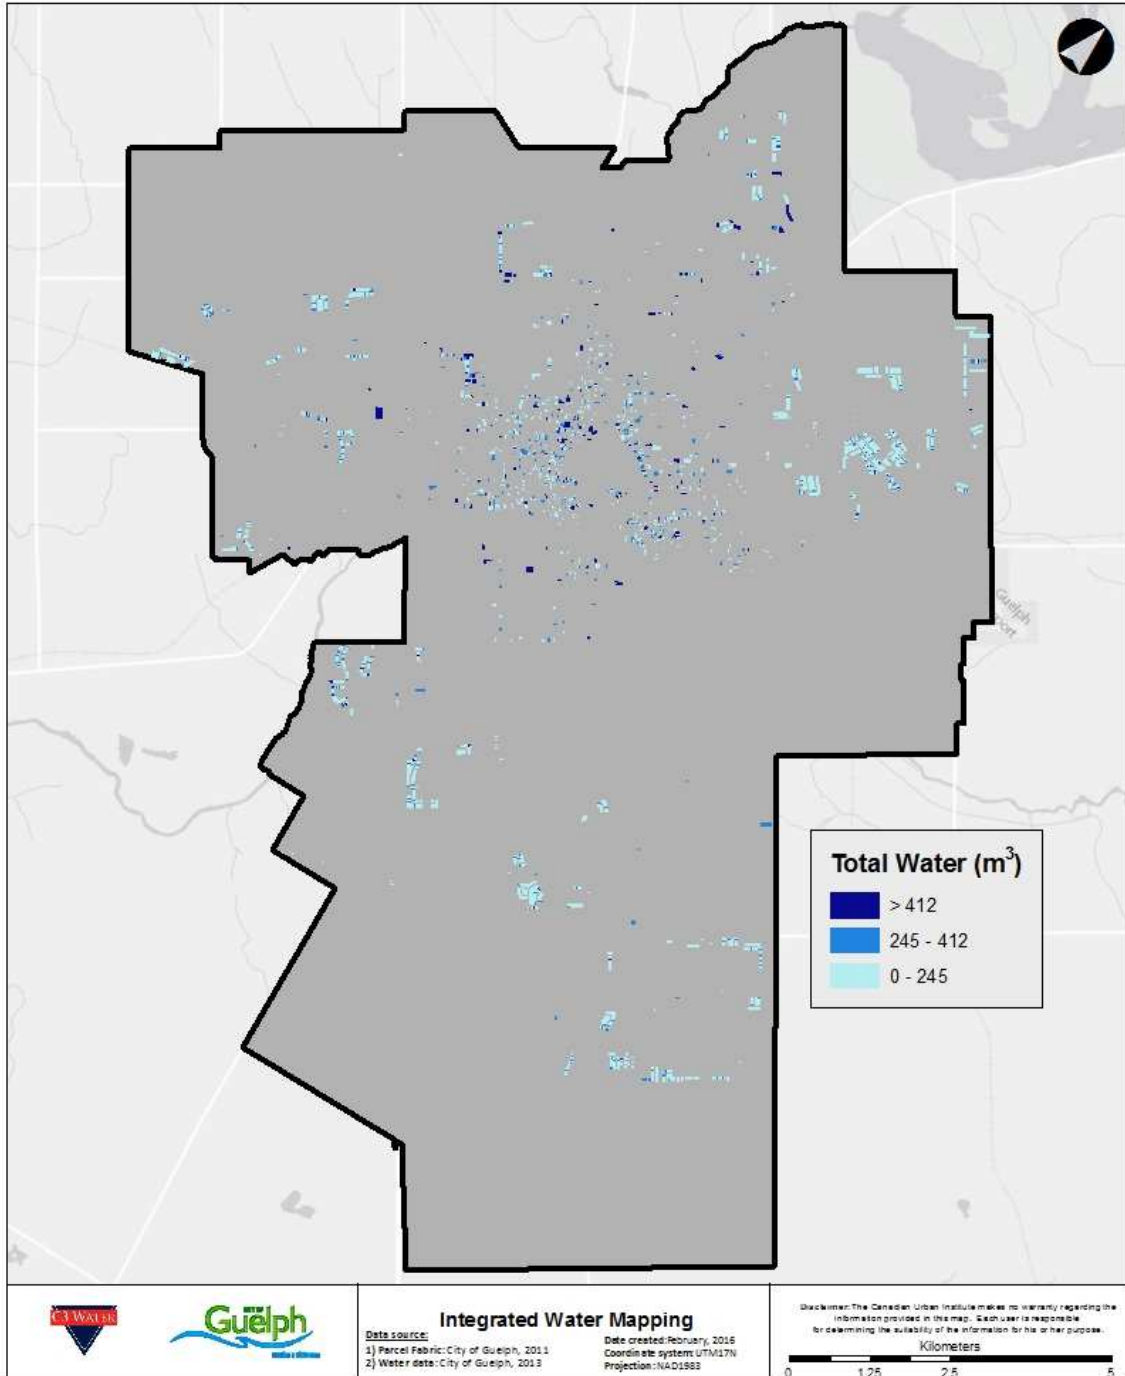 Guelph
Total Water (m³)
> 412
245 - 412
0 - 245
C3 WATER
Guelph
Integrated Water Mapping
Data source:
1) Parcel Fabric: City of Guelph, 2011
2) Water data: City of Guelph, 2013
Date created: February, 2016
Coordinate system: UTM17N
Projection: NAD1983
Disclaimer: The Canadian Urban Institute makes no warranty regarding the
information provided in this map. Each user is responsible
for determining the suitability of the information for his or her purpose.
Kilometers
0 1.25 2.5 5